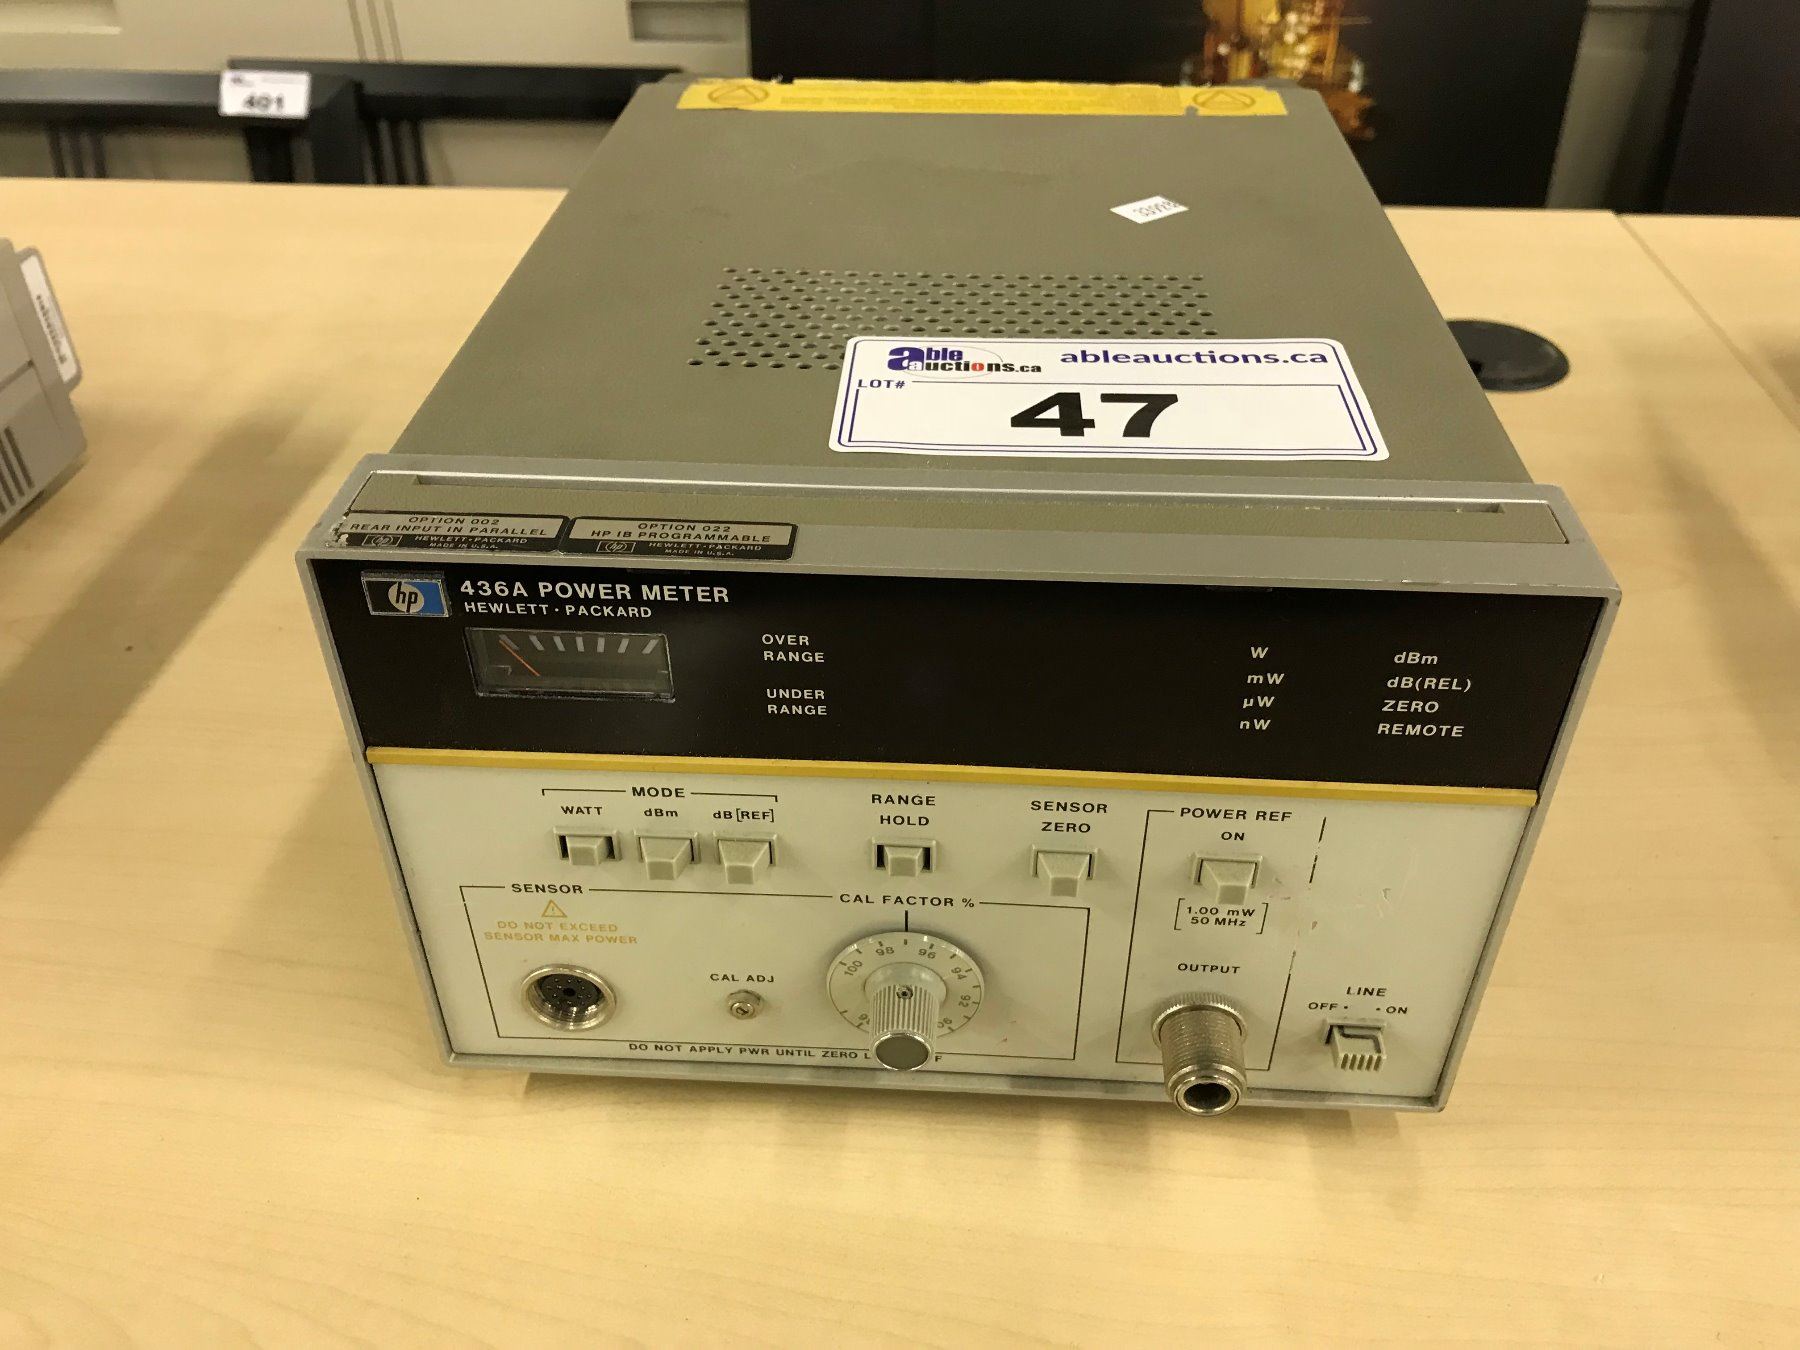 401
able
auctions.ca
ableauctions.ca
LOT#
47
OPTION 002
REAR INPUT IN PARALLEL
hp HEWLETT·PACKARD
MADE IN U.S.A.
OPTION 022
HP IB PROGRAMMABLE
hp HEWLETT·PACKARD
MADE IN U.S.A.
hp
436A POWER METER
HEWLETT·PACKARD
OVER
RANGE
UNDER
RANGE
W
mW
µW
nW
dBm
dB(REL)
ZERO
REMOTE
MODE
WATT
dBm
dB [REF]
RANGE
HOLD
SENSOR
ZERO
POWER REF
ON
[1.00 mW
50 MHz]
OUTPUT
LINE
OFF· ·ON
SENSOR
DO NOT EXCEED
SENSOR MAX POWER
CAL ADJ
CAL FACTOR %
100
98
96
94
92
90
DO NOT APPLY PWR UNTIL ZERO